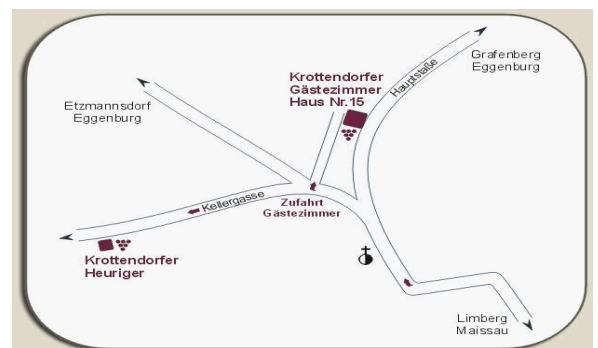 Grafenberg
Eggenburg
Hauptstaße
Krottendorfer
Gästezimmer
Haus Nr.15
Etzmannsdorf
Eggenburg
Kellergasse
Zufahrt
Gästezimmer
Krottendorfer
Heuriger
Limberg
Maissau